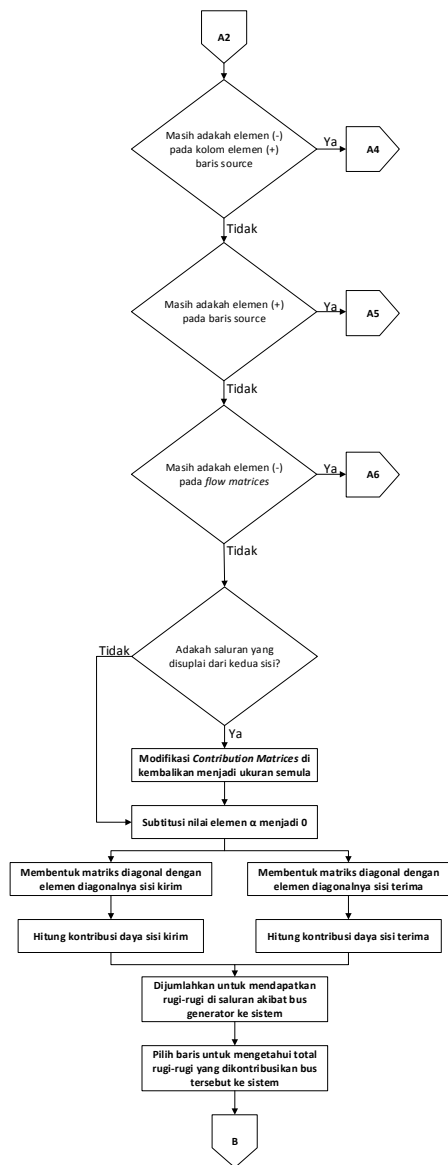 A2
Masih adakah elemen (-)
pada kolom elemen (+)
baris source
Ya
A4
Tidak
Masih adakah elemen (+)
pada baris source
Ya
A5
Tidak
Masih adakah elemen (-)
pada flow matrices
Ya
A6
Tidak
Adakah saluran yang
disuplai dari kedua sisi?
Tidak
Ya
Modifikasi Contribution Matrices di
kembalikan menjadi ukuran semula
Subtitusi nilai elemen α menjadi 0
Membentuk matriks diagonal dengan
elemen diagonalnya sisi kirim
Membentuk matriks diagonal dengan
elemen diagonalnya sisi terima
Hitung kontribusi daya sisi kirim
Hitung kontribusi daya sisi terima
Dijumlahkan untuk mendapatkan
rugi-rugi di saluran akibat bus
generator ke sistem
Pilih baris untuk mengetahui total
rugi-rugi yang dikontribusikan bus
tersebut ke sistem
B